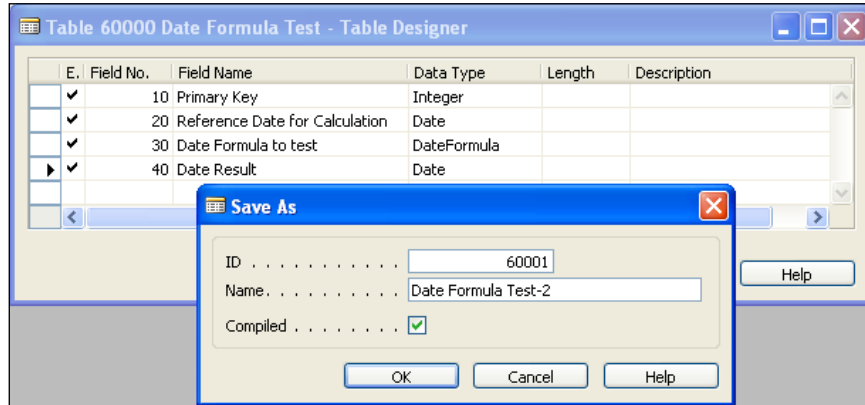 Table 60000 Date Formula Test - Table Designer
E. Field No. Field Name Data Type Length Description
10 Primary Key Integer
20 Reference Date for Calculation Date
30 Date Formula to test DateFormula
40 Date Result Date
Save As
ID . . . . . . . . . . . 60001
Name. . . . . . . . . . Date Formula Test-2
Compiled . . . . . . . .
OK Cancel Help
Help